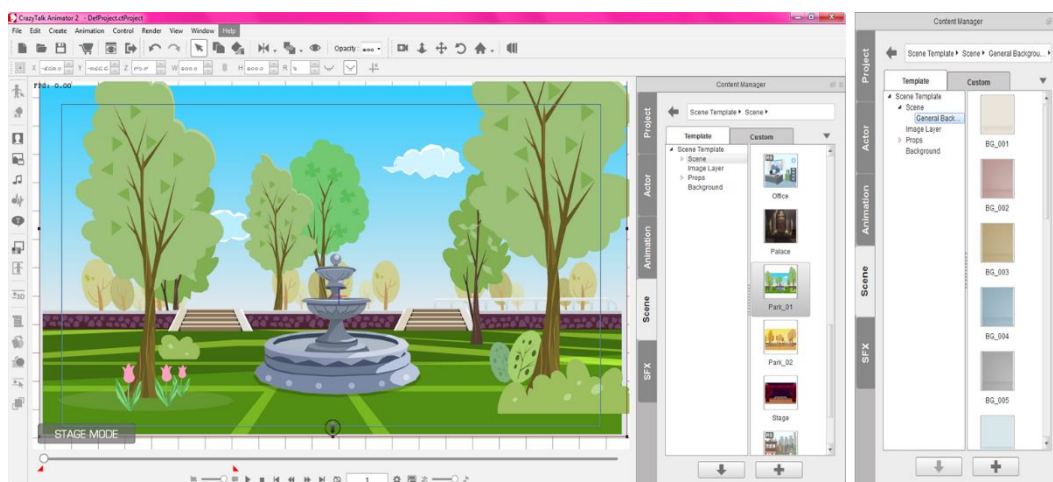 CrazyTalk Animator 2 - DefProject.ctProject
File Edit Create Animation Control Render View Window Help
Opacity:
X Y Z W H R
FPS: 0.00
STAGE MODE
1
Content Manager
Scene Template Scene
Project
Actor
Animation
Scene
SFX
Template Custom
Scene Template
Scene
Image Layer
Props
Background
Office
Palace
Park_01
Park_02
Stage
Content Manager
Scene Template Scene General Backgrou...
Project
Actor
Animation
Scene
SFX
Template Custom
Scene Template
Scene
General Back...
Image Layer
Props
Background
BG_001
BG_002
BG_003
BG_004
BG_005